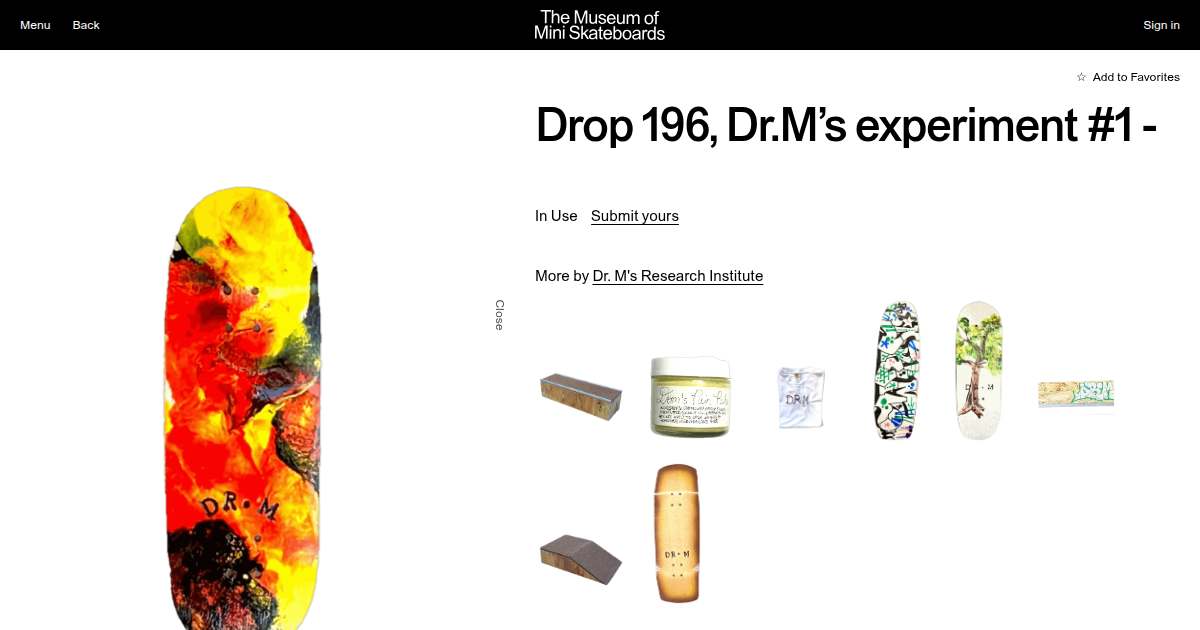 Menu
Back
The Museum of
Mini Skateboards
Sign in
☆ Add to Favorites
Drop 196, Dr.M’s experiment #1 -
In Use Submit yours
More by Dr. M's Research Institute
Close
DR•M
DRM
DR•M
DR•M